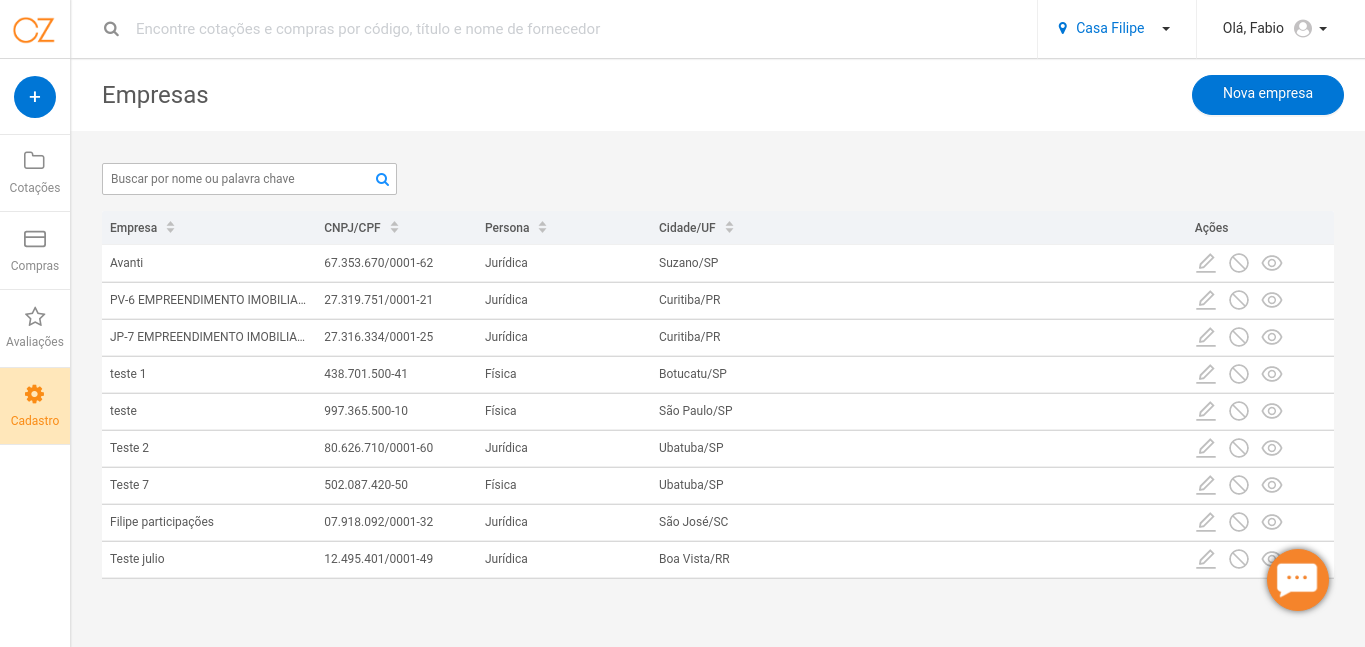 CZ
Encontre cotações e compras por código, título e nome de fornecedor
Casa Filipe
Olá, Fabio
+
Empresas
Nova empresa
Cotações
Compras
Avaliações
Cadastro
Buscar por nome ou palavra chave
Empresa CNPJ/CPF Persona Cidade/UF Ações
Avanti 67.353.670/0001-62 Jurídica Suzano/SP
PV-6 EMPREENDIMENTO IMOBILIA... 27.319.751/0001-21 Jurídica Curitiba/PR
JP-7 EMPREENDIMENTO IMOBILIA... 27.316.334/0001-25 Jurídica Curitiba/PR
teste 1 438.701.500-41 Física Botucatu/SP
teste 997.365.500-10 Física São Paulo/SP
Teste 2 80.626.710/0001-60 Jurídica Ubatuba/SP
Teste 7 502.087.420-50 Física Ubatuba/SP
Filipe participações 07.918.092/0001-32 Jurídica São José/SC
Teste julio 12.495.401/0001-49 Jurídica Boa Vista/RR